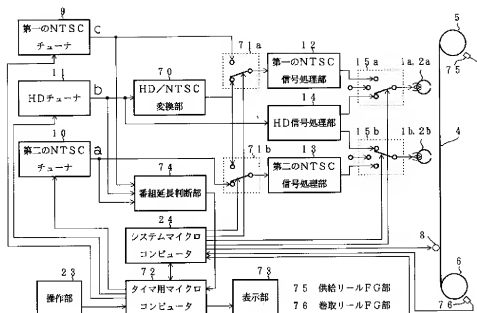 9
第一のNTSC
チューナ
c
11
HDチューナ
b
10
第二のNTSC
チューナ
a
70
HD/NTSC
変換部
71a
12
第一のNTSC
信号処理部
14
HD信号処理部
71b
13
第二のNTSC
信号処理部
15a
1a, 2a
15b
1b, 2b
5
75
4
8
6
76
74
番組延長判断部
24
システムマイクロ
コンピュータ
23
操作部
72
タイマ用マイクロ
コンピュータ
73
表示部
75 供給リールFG部
76 巻取リールFG部